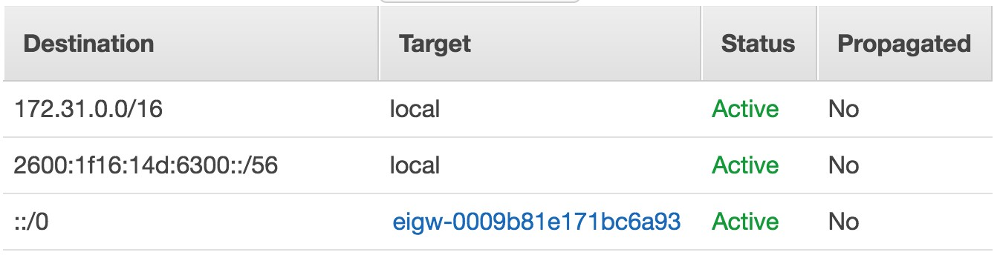 Destination Target Status Propagated
172.31.0.0/16 local Active No
2600:1f16:14d:6300::/56 local Active No
::/0 eigw-0009b81e171bc6a93 Active No